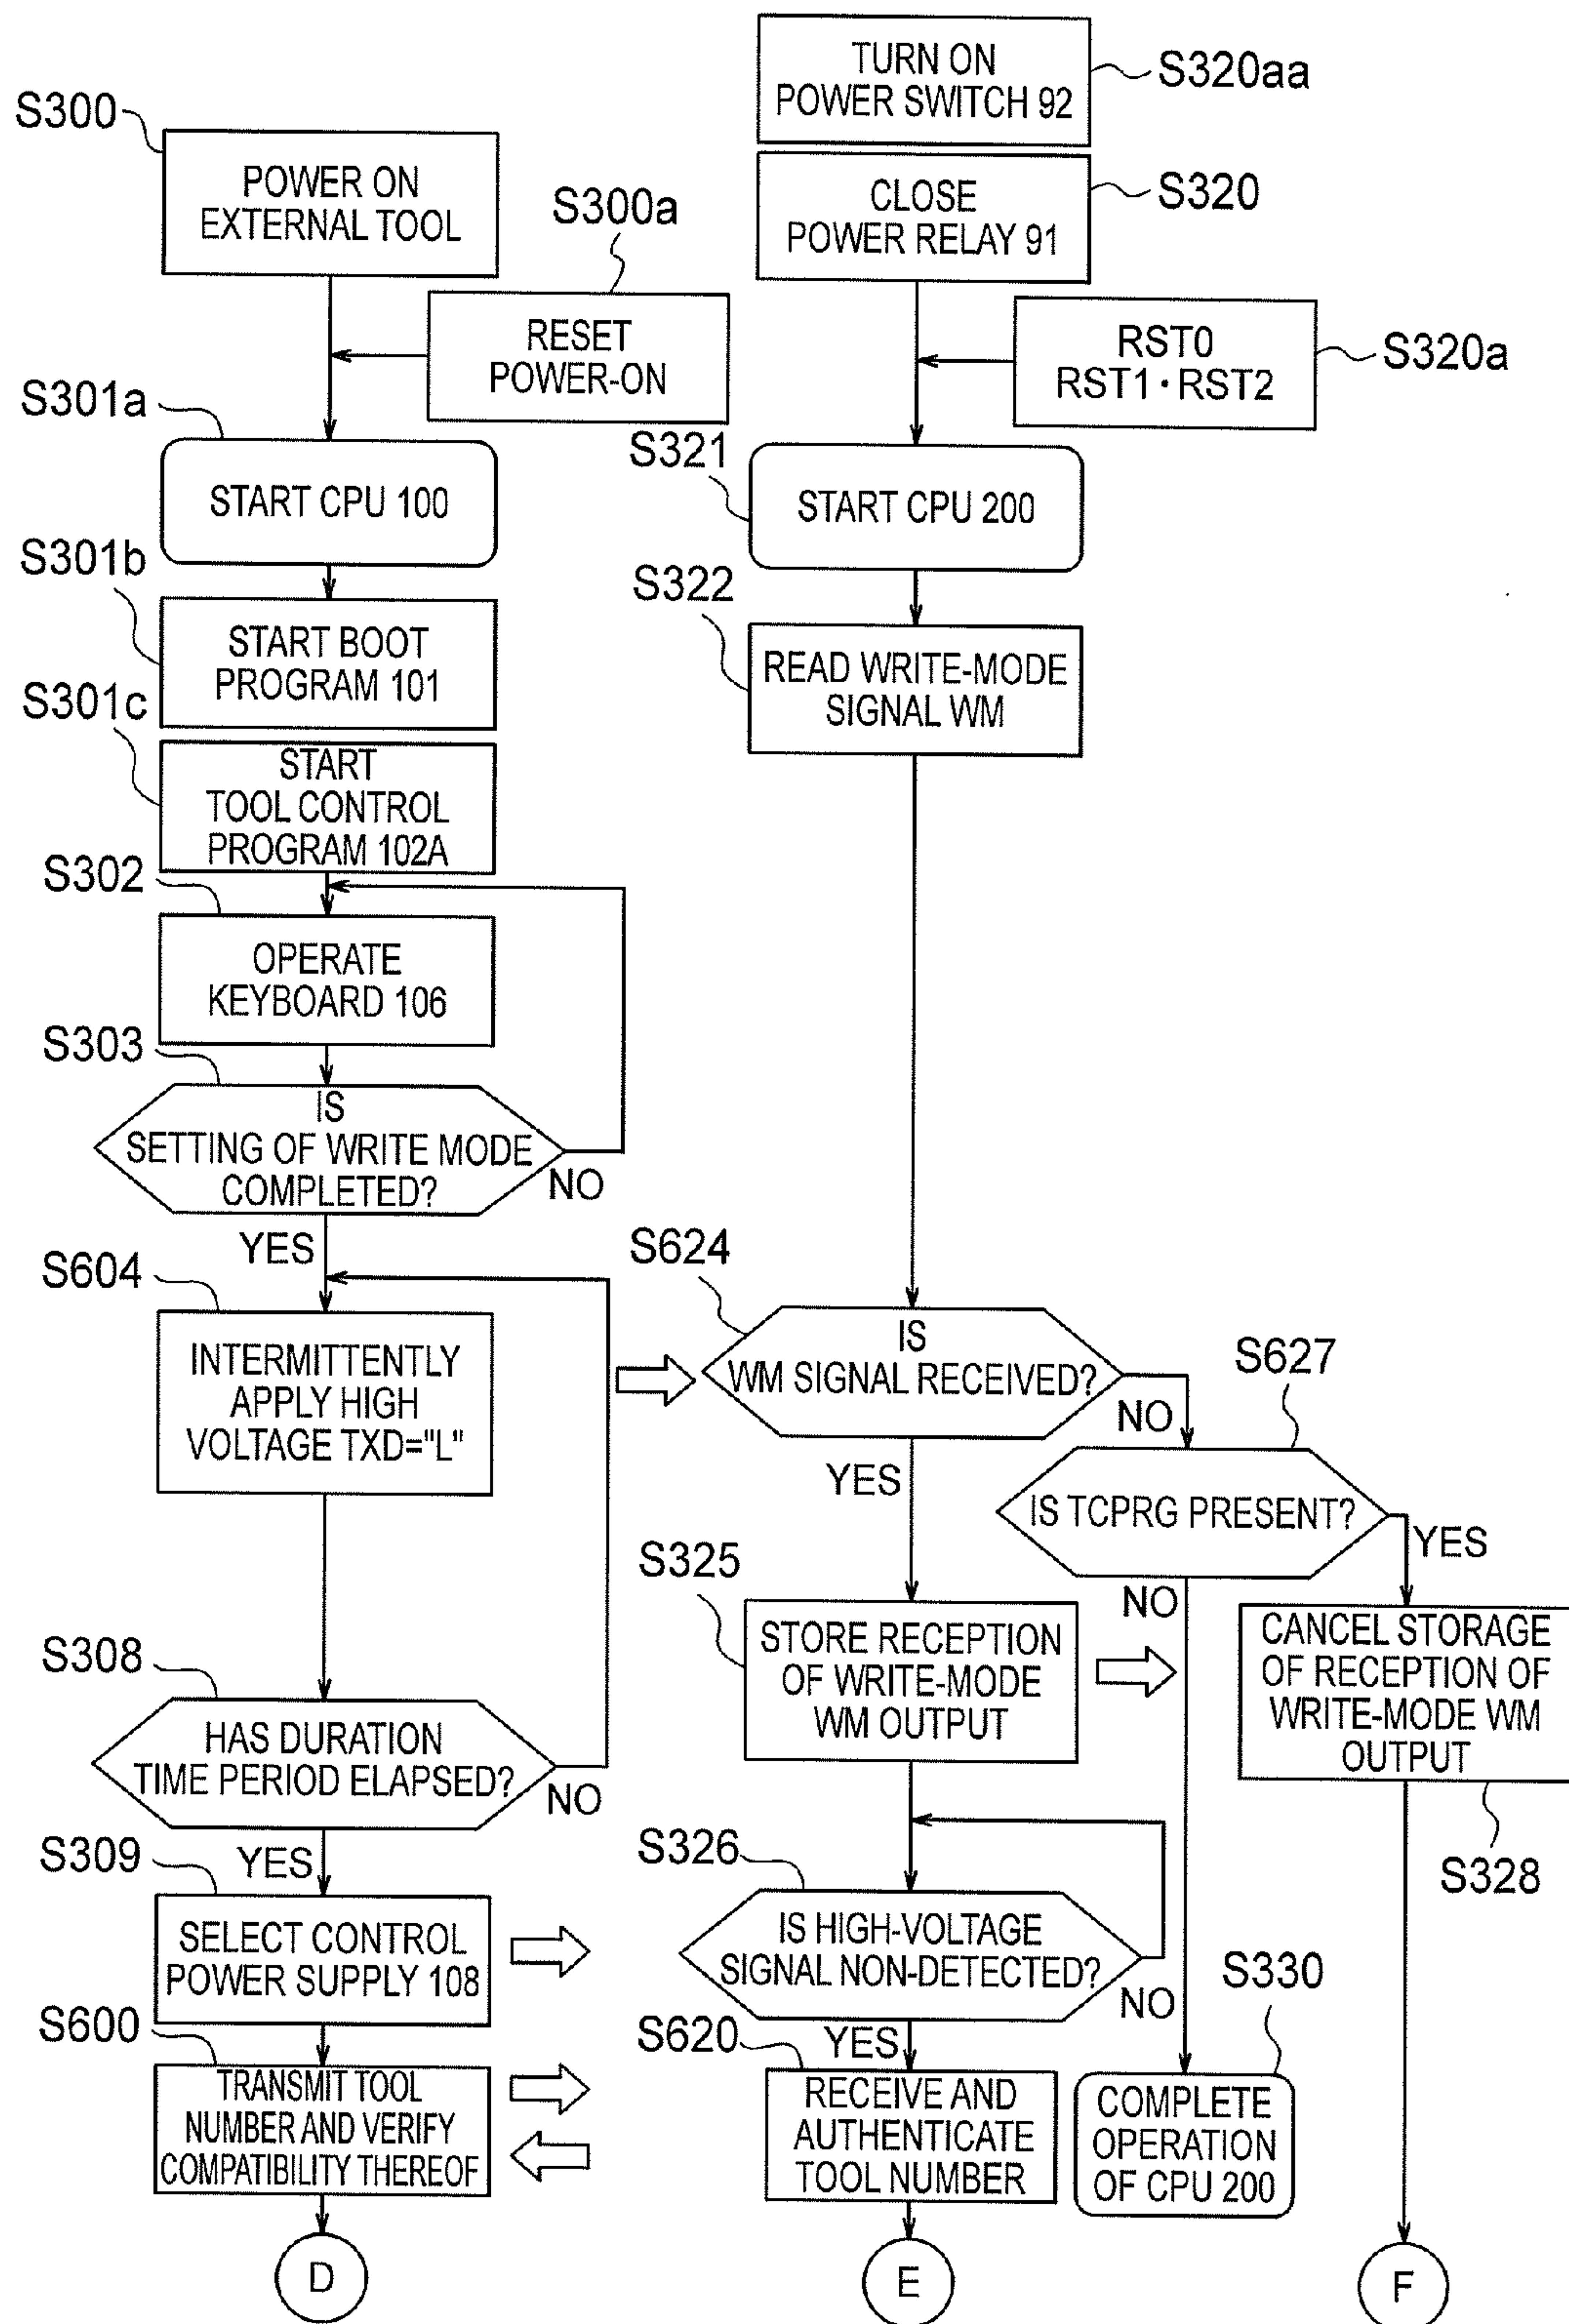 TURN ON
POWER SWITCH 92
S320aa
S300
POWER ON
EXTERNAL TOOL
CLOSE
POWER RELAY 91
S320
S300a
RESET
POWER-ON
RST0
RST1・RST2
S320a
S301a
START CPU 100
S321
START CPU 200
S301b
START BOOT
PROGRAM 101
S322
READ WRITE-MODE
SIGNAL WM
S301c
START
TOOL CONTROL
PROGRAM 102A
S302
OPERATE
KEYBOARD 106
S303
IS
SETTING OF WRITE MODE
COMPLETED?
NO
YES
S604
INTERMITTENTLY
APPLY HIGH
VOLTAGE TXD="L"
S624
IS
WM SIGNAL RECEIVED?
NO
YES
S627
IS TCPRG PRESENT?
YES
NO
S325
STORE RECEPTION
OF WRITE-MODE
WM OUTPUT
CANCEL STORAGE
OF RECEPTION OF
WRITE-MODE WM
OUTPUT
S328
S308
HAS DURATION
TIME PERIOD ELAPSED?
NO
YES
S309
SELECT CONTROL
POWER SUPPLY 108
S326
IS HIGH-VOLTAGE
SIGNAL NON-DETECTED?
NO
YES
S330
COMPLETE
OPERATION
OF CPU 200
S600
TRANSMIT TOOL
NUMBER AND VERIFY
COMPATIBILITY THEREOF
S620
RECEIVE AND
AUTHENTICATE
TOOL NUMBER
D
E
F